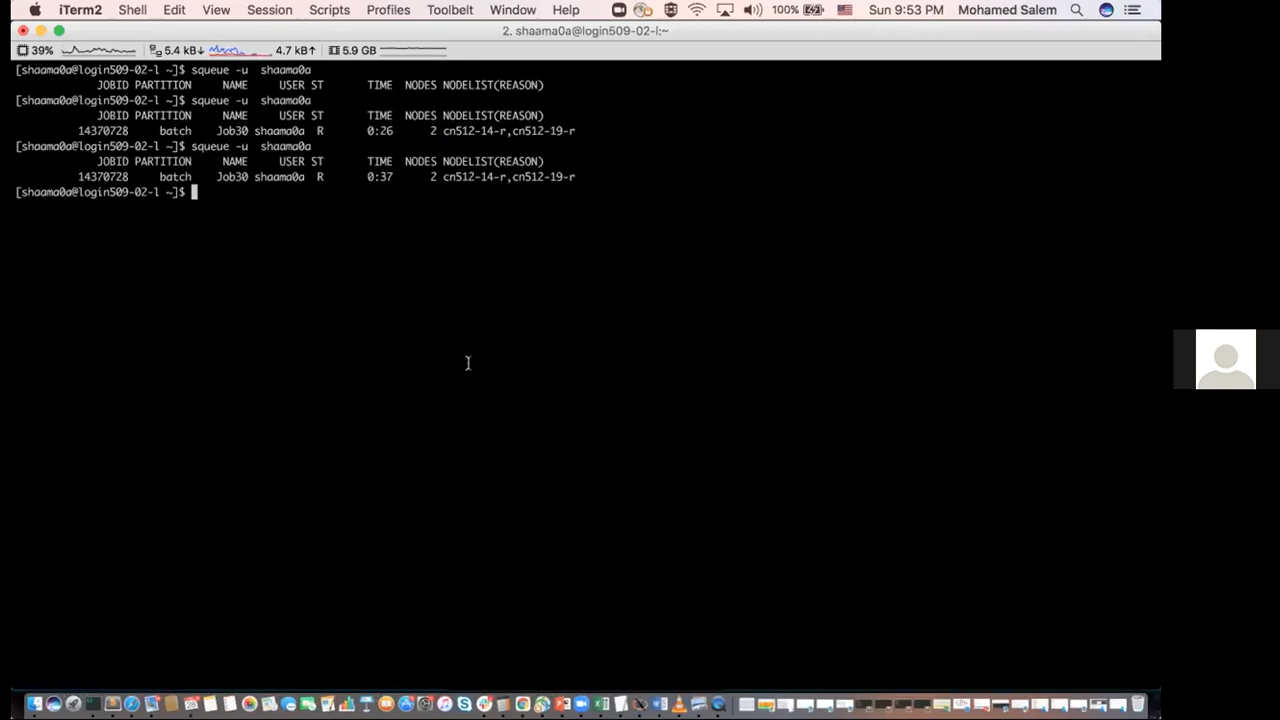 iTerm2 Shell Edit View Session Scripts Profiles Toolbelt Window Help 100% Sun 9:53 PM Mohamed Salem
2. shaama0a@login509-02-l:~
39% 5.4 kB↓ 4.7 kB↑ 5.9 GB
[shaama0a@login509-02-l ~]$ squeue -u  shaama0a
JOBID PARTITION NAME USER ST TIME NODES NODELIST(REASON)
[shaama0a@login509-02-l ~]$ squeue -u  shaama0a
JOBID PARTITION NAME USER ST TIME NODES NODELIST(REASON)
14370728 batch Job30 shaama0a R 0:26 2 cn512-14-r,cn512-19-r
[shaama0a@login509-02-l ~]$ squeue -u  shaama0a
JOBID PARTITION NAME USER ST TIME NODES NODELIST(REASON)
14370728 batch Job30 shaama0a R 0:37 2 cn512-14-r,cn512-19-r
[shaama0a@login509-02-l ~]$